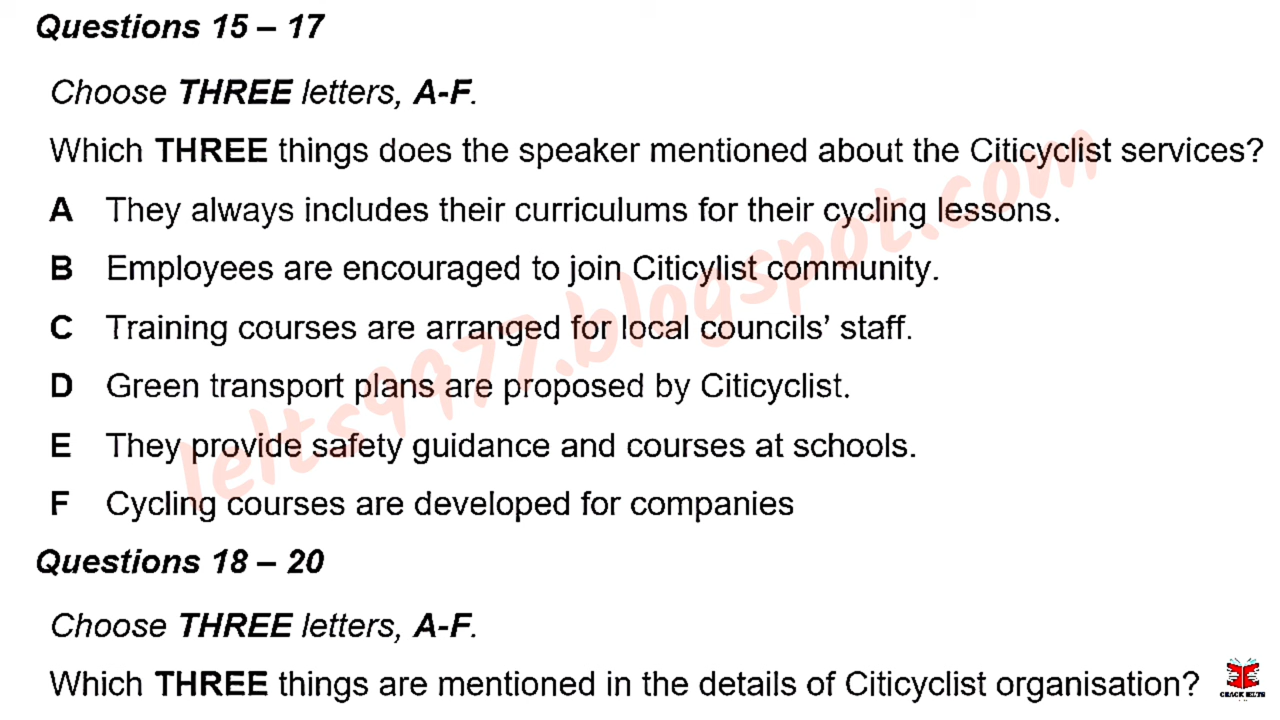 Questions 15 – 17
Choose THREE letters, A-F.
Which THREE things does the speaker mentioned about the Citicyclist services?
A They always includes their curriculums for their cycling lessons.
B Employees are encouraged to join Citicylist community.
C Training courses are arranged for local councils’ staff.
D Green transport plans are proposed by Citicyclist.
E They provide safety guidance and courses at schools.
F Cycling courses are developed for companies
Ielts9977.blogspot.com
Questions 18 – 20
Choose THREE letters, A-F.
Which THREE things are mentioned in the details of Citicyclist organisation?
CRACK IELTS